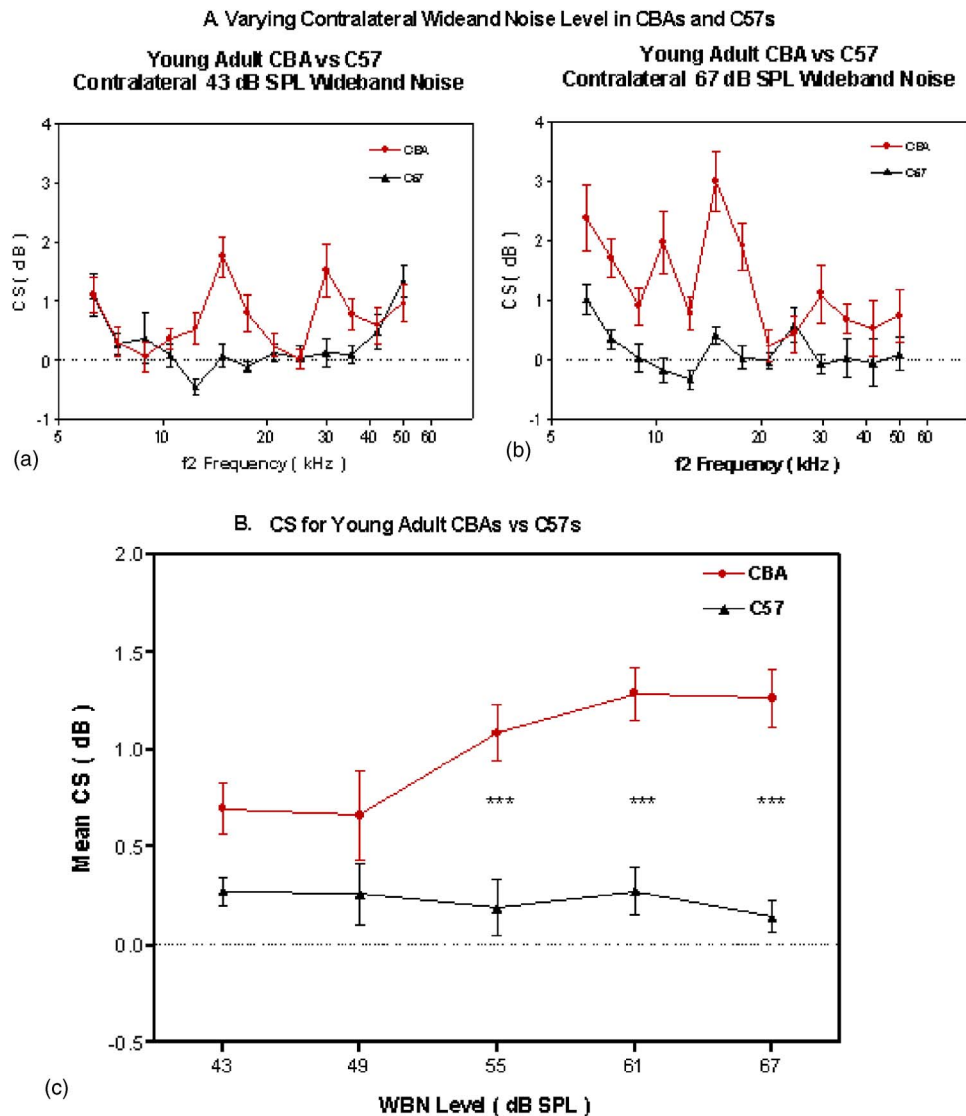 A. Varying Contralateral Wideand Noise Level in CBAs and C57s
Young Adult CBA vs C57
Contralateral 43 dB SPL Wideband Noise
4
3
2
1
0
-1
CS ( dB )
CBA
C57
5
10
20
30
40
50
60
f2 Frequency ( kHz )
(a)
Young Adult CBA vs C57
Contralateral 67 dB SPL Wideband Noise
4
3
2
1
0
-1
CS ( dB )
CBA
C57
5
10
20
30
40
50
60
f2 Frequency ( kHz )
(b)
B. CS for Young Adult CBAs vs C57s
2.0
1.5
1.0
0.5
0.0
-0.5
Mean CS ( dB )
CBA
C57
***
***
***
43
49
55
61
67
WBN Level ( dB SPL )
(c)